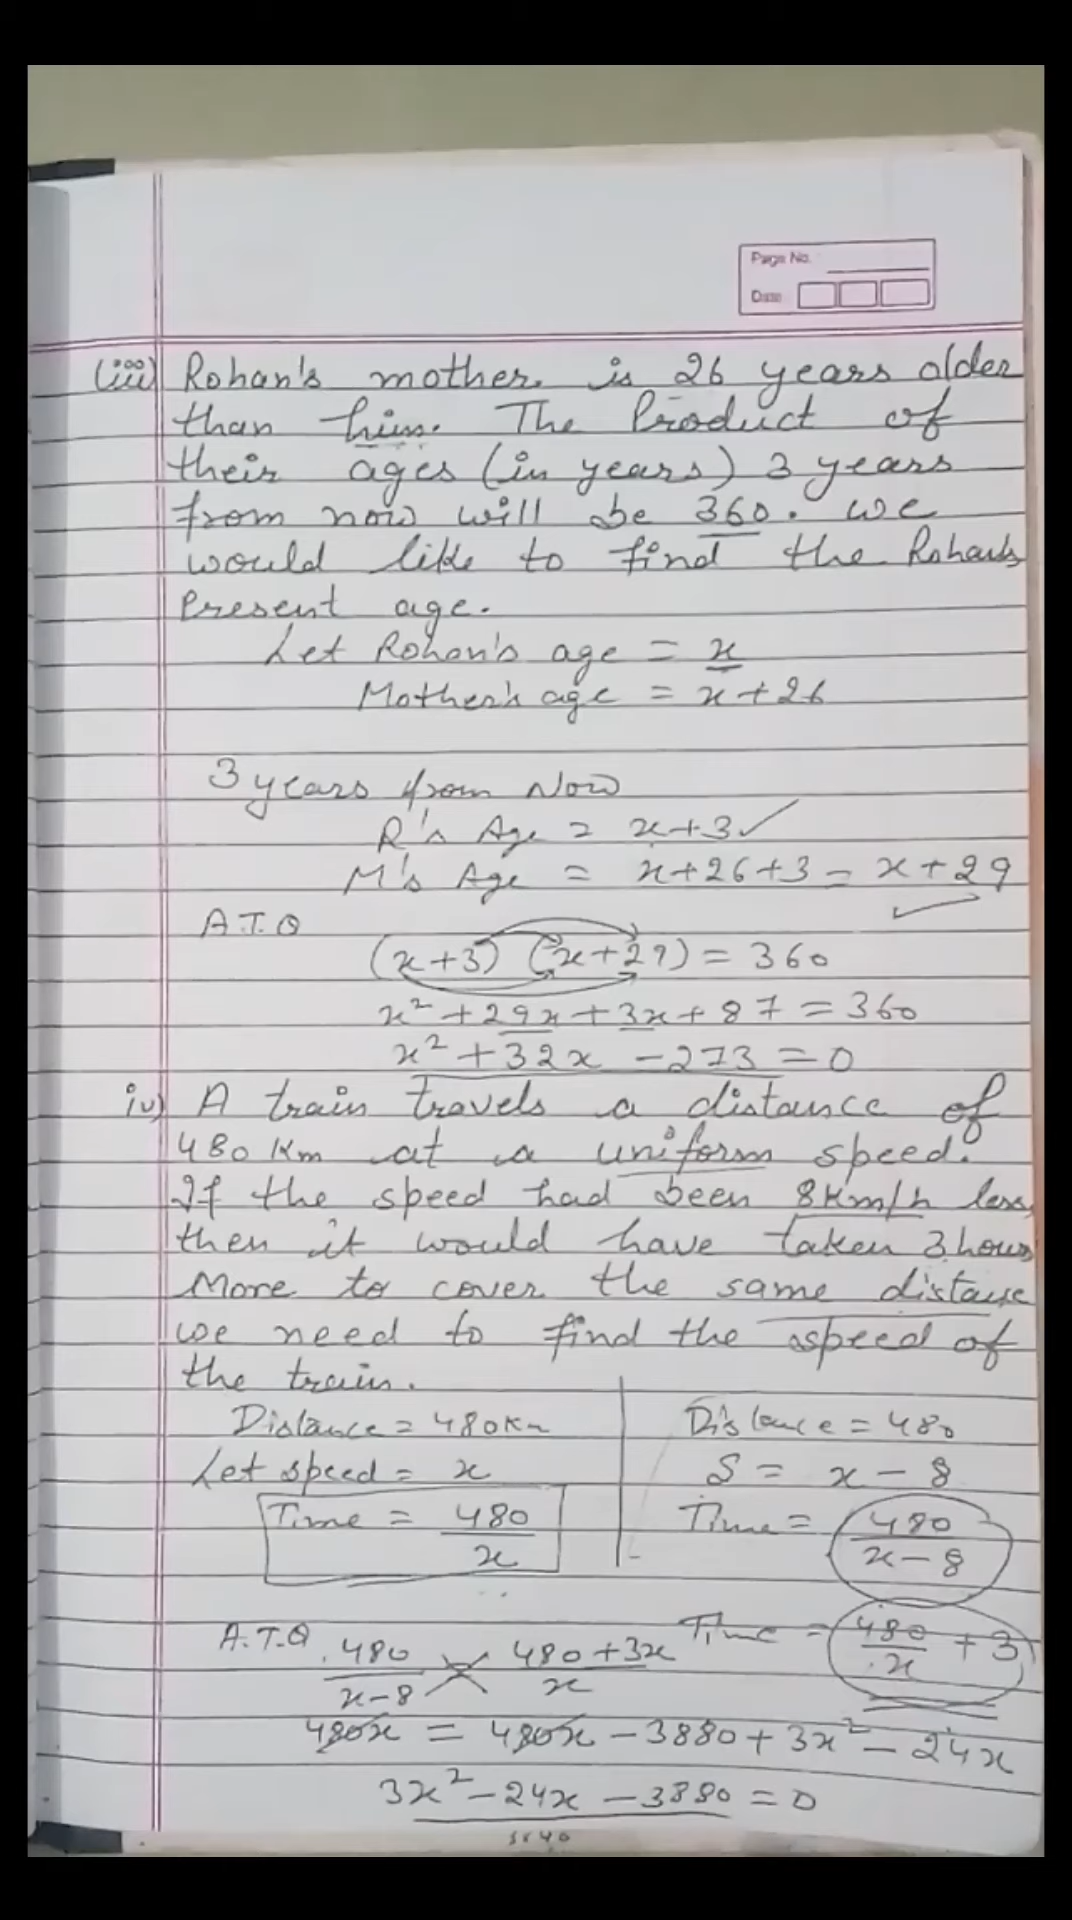 Page No.
Date
(iii) Rohan's mother is 26 years older
than him. The Product of
their ages (in years) 3 years
from now will be 360. we
would like to find the Rohan's
Present age.
Let Rohan's age = x
Mother's age = x + 26
3 years from Now
R's Age = x + 3 ✓
M's Age = x + 26 + 3 = x + 29
A.T.Q
(x + 3) (x + 29) = 360
x² + 29x + 3x + 87 = 360
x² + 32x - 273 = 0
iv) A train travels a distance of
480 Km at a uniform speed.
If the speed had been 8 Km/h less,
then it would have taken 3 hours
More to cover the same distance
we need to find the speed of
the train.
Distance = 480 Km
Let speed = x
Time = 480/x
Distance = 480
S = x - 8
Time = 480/(x - 8)
Time = 480/x + 3
A.T.Q 480/(x - 8) (480 + 3x)/x
480x = 480x - 3880 + 3x² - 24x
3x² - 24x - 3880 = 0